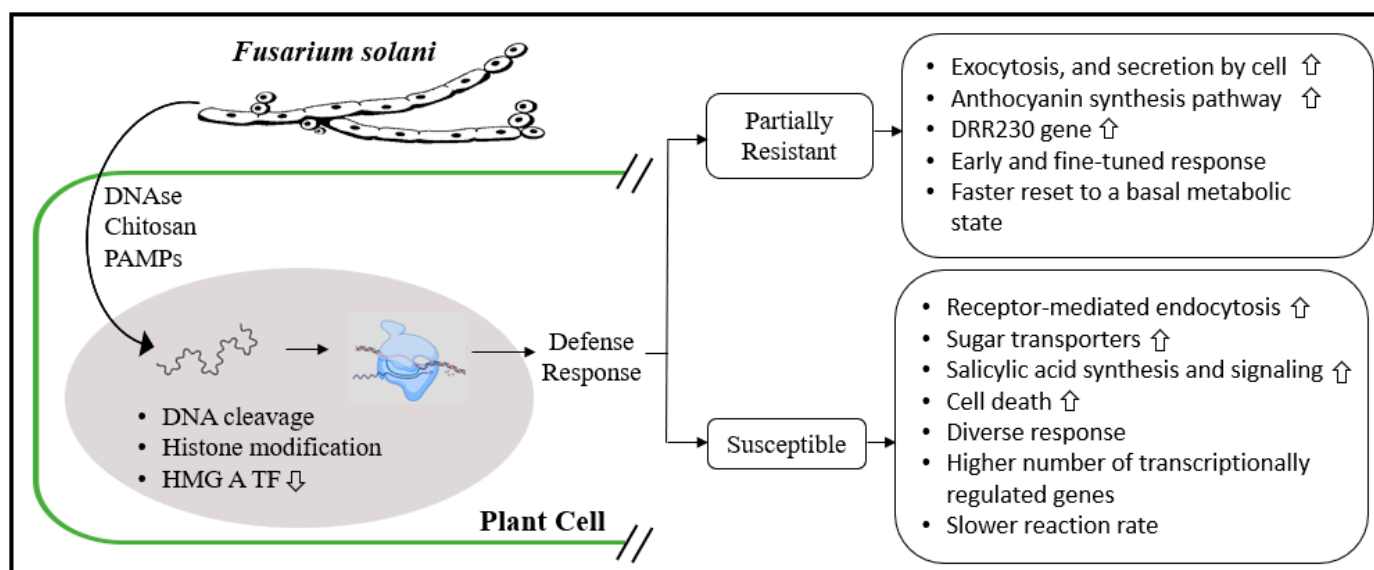 Fusarium solani
DNAse
Chitosan
PAMPs
• DNA cleavage
• Histone modification
• HMG A TF ⇩
Plant Cell
Defense
Response
Partially
Resistant
• Exocytosis, and secretion by cell ⇧
• Anthocyanin synthesis pathway ⇧
• DRR230 gene ⇧
• Early and fine-tuned response
• Faster reset to a basal metabolic
state
Susceptible
• Receptor-mediated endocytosis ⇧
• Sugar transporters ⇧
• Salicylic acid synthesis and signaling ⇧
• Cell death ⇧
• Diverse response
• Higher number of transcriptionally
regulated genes
• Slower reaction rate